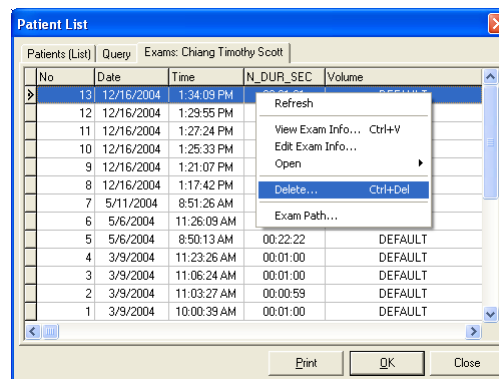 Patient List
Patients (List) Query Exams: Chiang Timothy Scott
No Date Time N_DUR_SEC Volume
13 12/16/2004 1:34:09 PM
12 12/16/2004 1:29:55 PM
11 12/16/2004 1:27:24 PM
10 12/16/2004 1:25:33 PM
9 12/16/2004 1:21:07 PM
8 12/16/2004 1:17:42 PM
7 5/11/2004 8:51:26 AM
6 5/6/2004 11:26:09 AM
5 5/6/2004 8:50:13 AM 00:22:22 DEFAULT
4 3/9/2004 11:23:26 AM 00:01:00 DEFAULT
3 3/9/2004 11:06:24 AM 00:01:00 DEFAULT
2 3/9/2004 11:03:27 AM 00:00:59 DEFAULT
1 3/9/2004 10:00:39 AM 00:01:00 DEFAULT
Refresh
View Exam Info... Ctrl+V
Edit Exam Info...
Open
Delete... Ctrl+Del
Exam Path...
Print OK Close